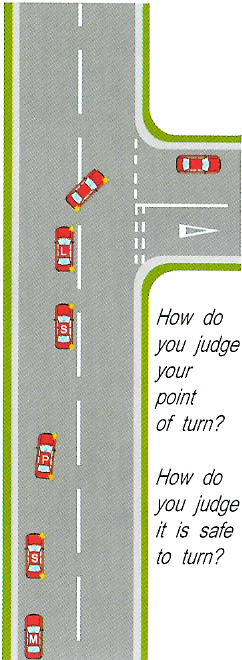 L
S
How do
you judge
your
point
of turn?
P
How do
you judge
it is safe
to turn?
S
M